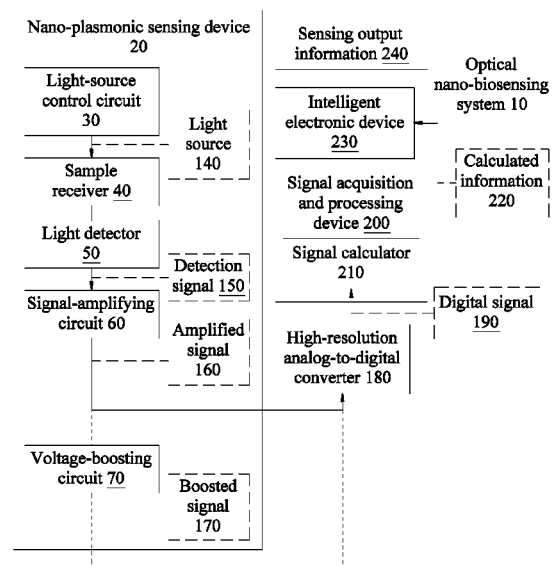 Nano-plasmonic sensing device
20
Light-source
control circuit
30
Light
source
140
Sample
receiver 40
Light detector
50
Detection
signal 150
Signal-amplifying
circuit 60
Amplified
signal
160
Voltage-boosting
circuit 70
Boosted
signal
170
Sensing output
information 240
Optical
nano-biosensing
system 10
Intelligent
electronic device
230
Calculated
information
220
Signal acquisition
and processing
device 200
Signal calculator
210
Digital signal
190
High-resolution
analog-to-digital
converter 180